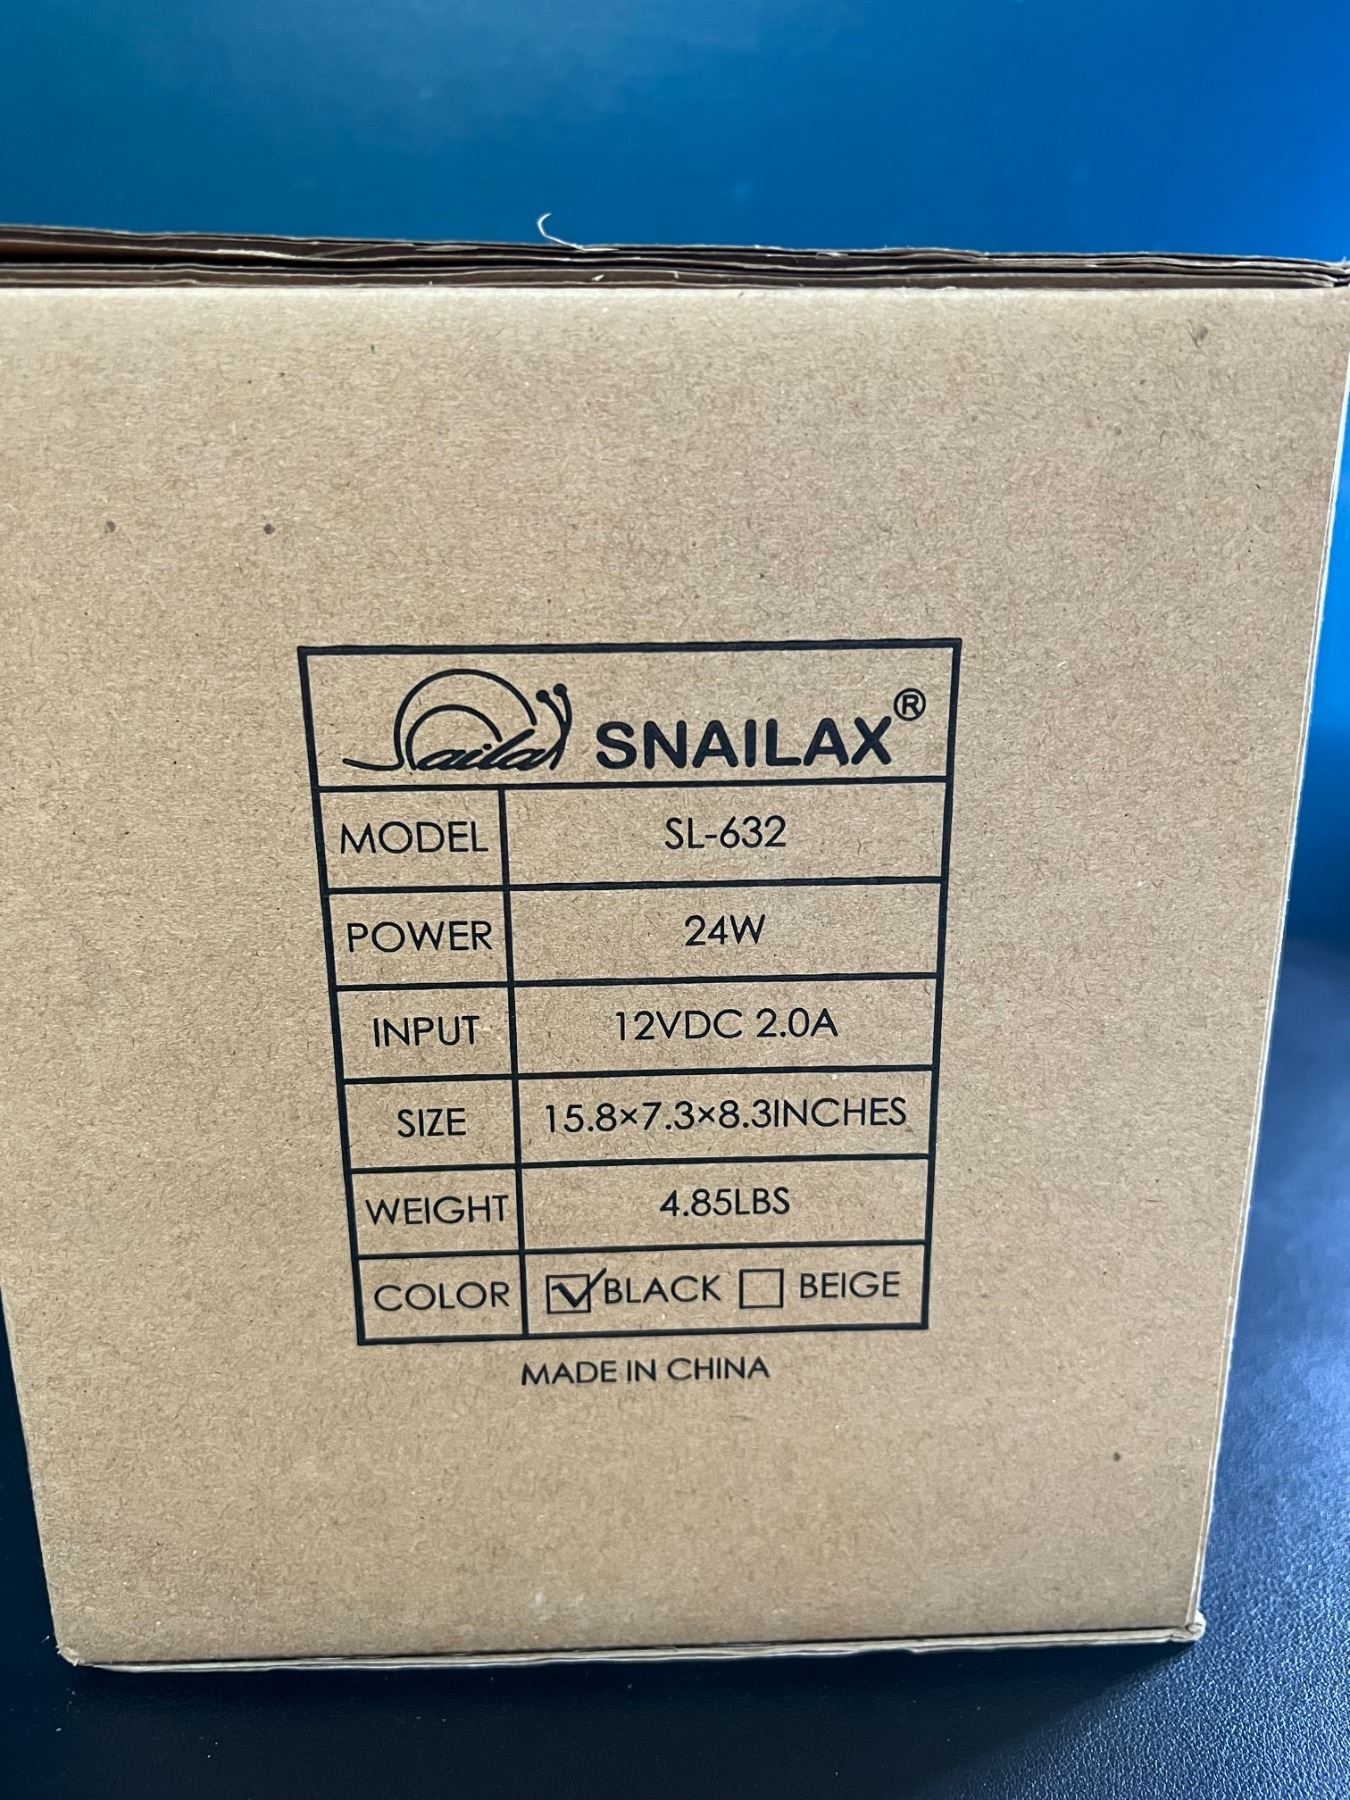 Snailax SNAILAX®
MODEL SL-632
POWER 24W
INPUT 12VDC 2.0A
SIZE 15.8×7.3×8.3INCHES
WEIGHT 4.85LBS
COLOR BLACK BEIGE
MADE IN CHINA